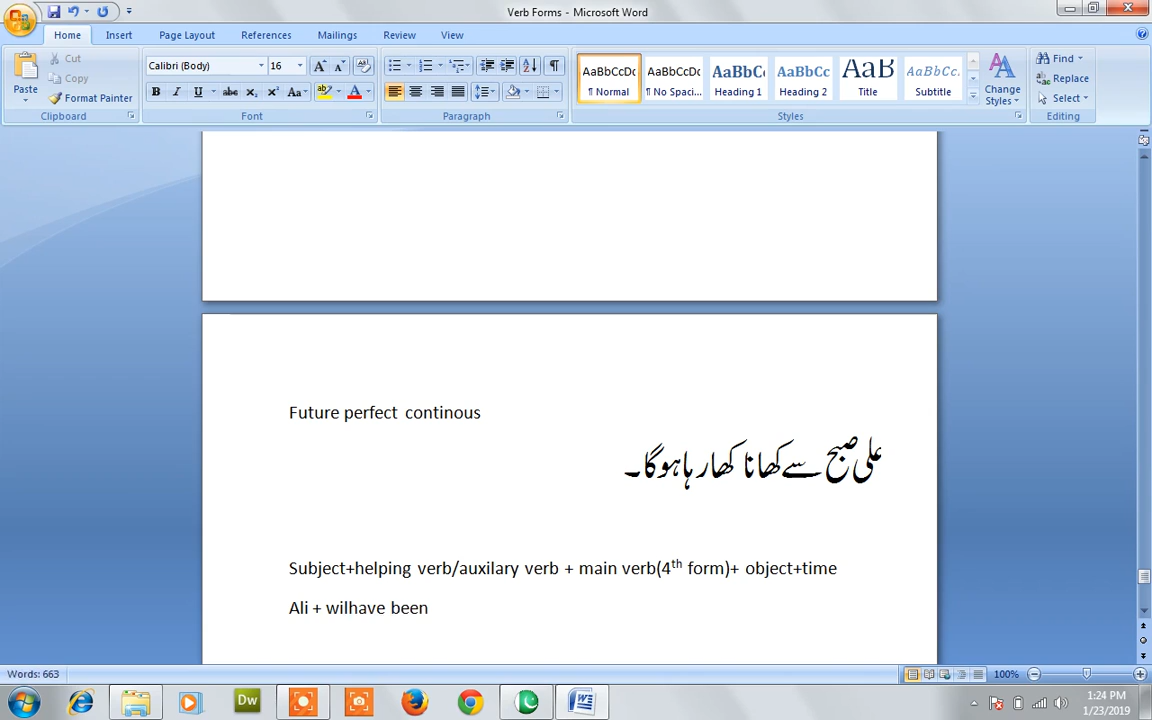 Verb Forms - Microsoft Word
Home Insert Page Layout References Mailings Review View
Paste
Cut
Copy
Format Painter
Clipboard
Calibri (Body) 16
Font
Paragraph
AaBbCcDc AaBbCcDc AaBbC AaBbCc AaB AaBbCc.
¶ Normal ¶ No Spaci... Heading 1 Heading 2 Title Subtitle
Change Styles
Styles
Find
Replace
Select
Editing
Future perfect continous
علی صبح سے کھانا کھا رہا ہوگا۔
Subject+helping verb/auxilary verb + main verb(4th form)+ object+time
Ali + wilhave been
Words: 663
100%
Dw
1:24 PM
1/23/2019